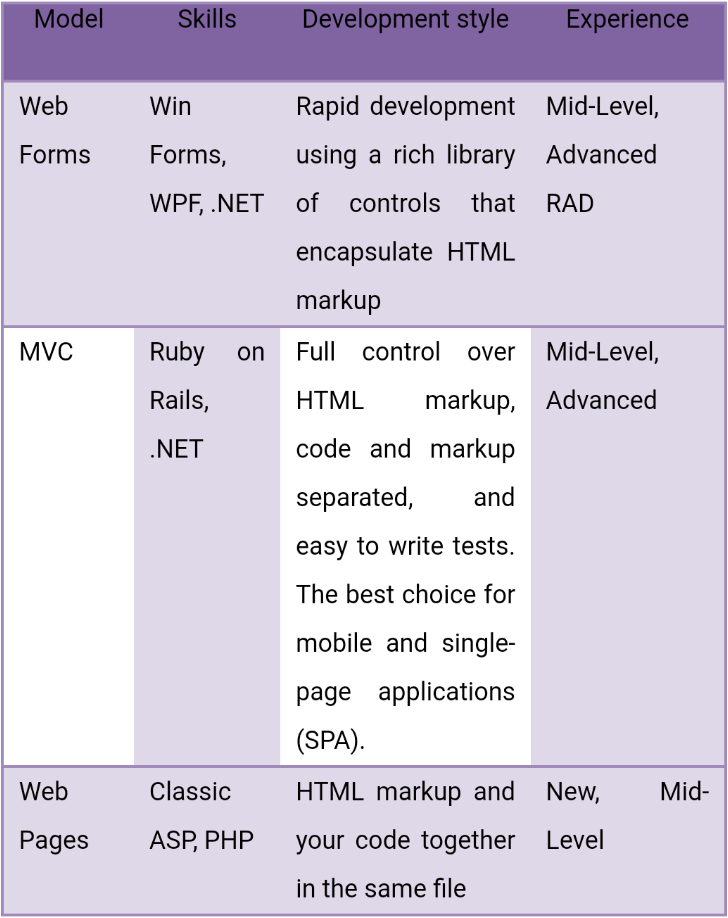 Model Skills Development style Experience
Web
Forms
Win
Forms,
WPF, .NET
Rapid development
using a rich library
of controls that
encapsulate HTML
markup
Mid-Level,
Advanced
RAD
MVC
Ruby on
Rails,
.NET
Full control over
HTML markup,
code and markup
separated, and
easy to write tests.
The best choice for
mobile and single-
page applications
(SPA).
Mid-Level,
Advanced
Web
Pages
Classic
ASP, PHP
HTML markup and
your code together
in the same file
New, Mid-
Level